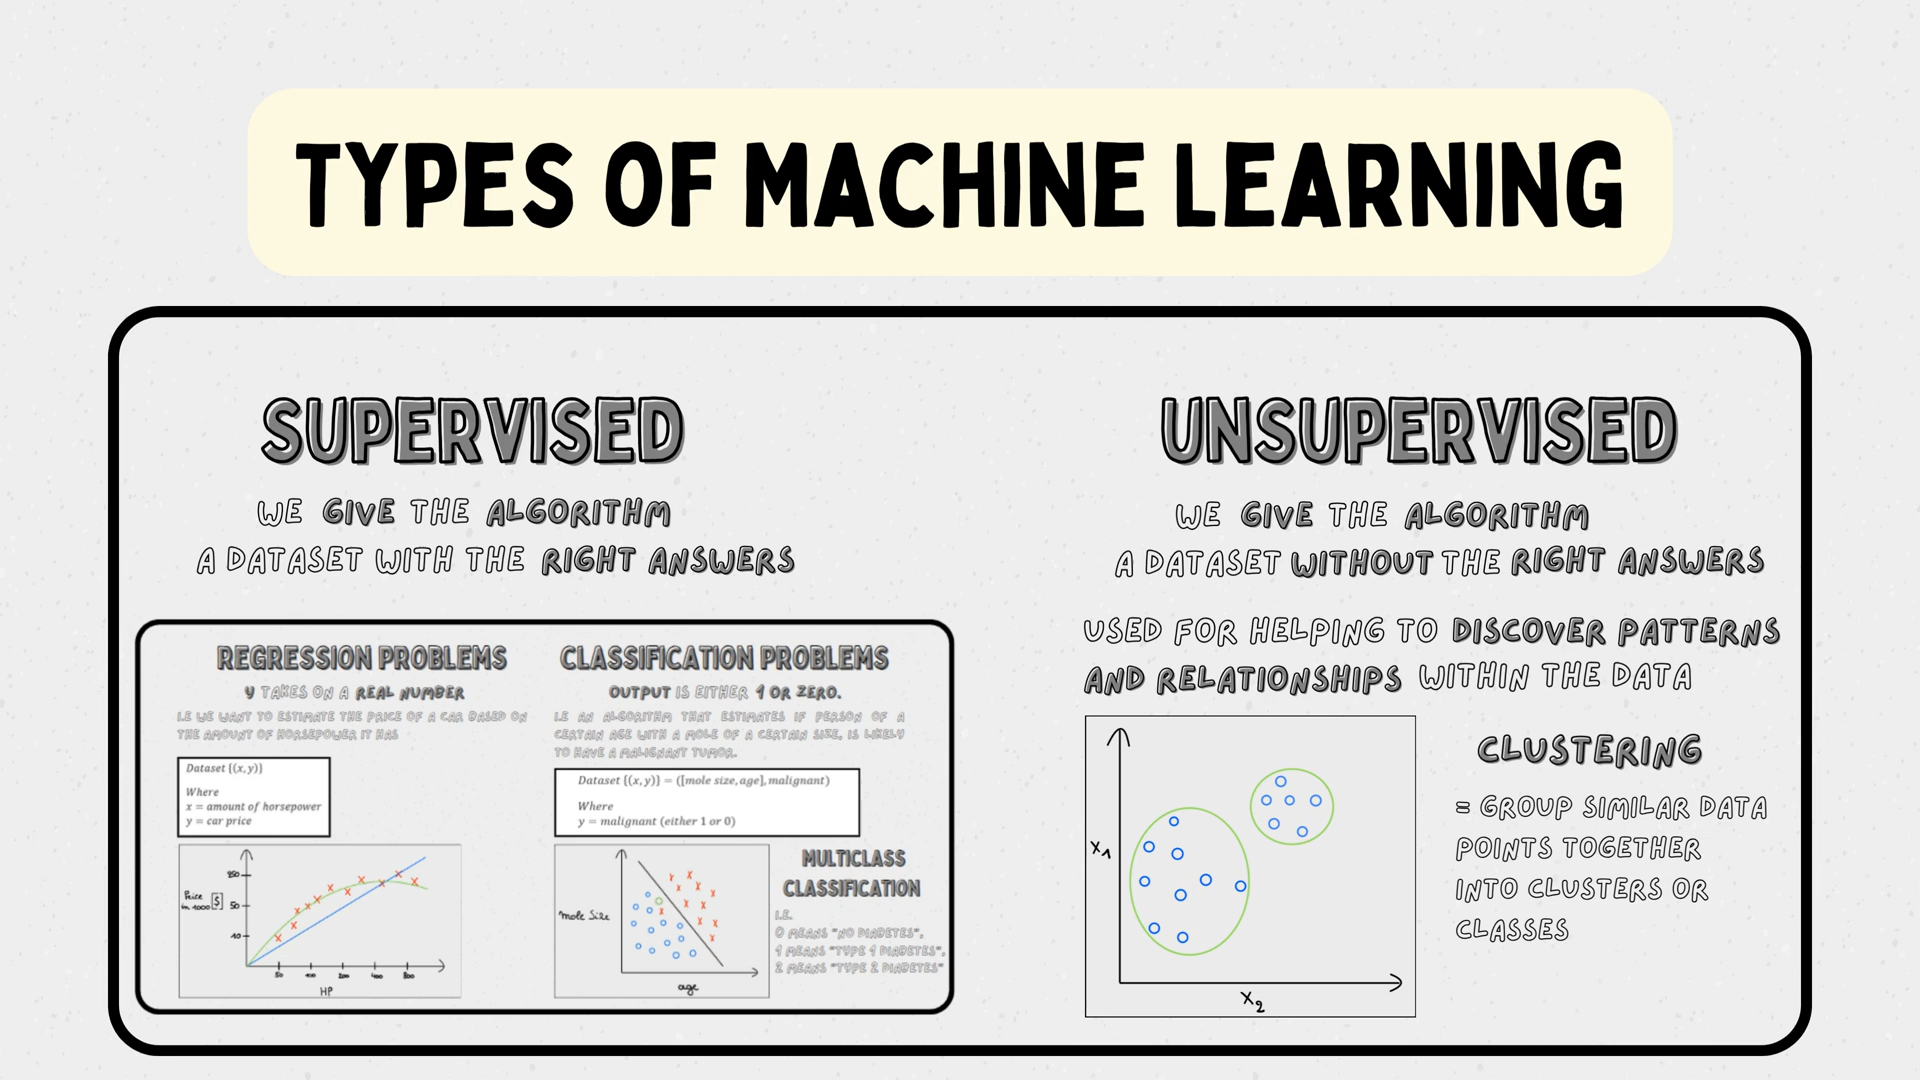 TYPES OF MACHINE LEARNING
SUPERVISED
WE GIVE THE ALGORITHM
A DATASET WITH THE RIGHT ANSWERS
REGRESSION PROBLEMS
y TAKES ON A REAL NUMBER
I.E WE WANT TO ESTIMATE THE PRICE OF A CAR BASED ON
THE AMOUNT OF HORSEPOWER IT HAS
Dataset {(x,y)}
Where
x = amount of horsepower
y = car price
Price
in 1000 [$]
50
10
50
200
400
800
HP
CLASSIFICATION PROBLEMS
OUTPUT IS EITHER 1 OR ZERO.
I.E AN ALGORITHM THAT ESTIMATES IF PERSON OF A
CERTAIN AGE WITH A MOLE OF A CERTAIN SIZE, IS LIKELY
TO HAVE A MALIGNANT TUMOR.
Dataset {(x,y)} = ([mole size, age], malignant)
Where
y = malignant (either 1 or 0)
mole Size
age
MULTICLASS
CLASSIFICATION
I.E.
0 MEANS "NO DIABETES",
1 MEANS "TYPE 1 DIABETES",
2 MEANS "TYPE 2 DIABETES"
UNSUPERVISED
WE GIVE THE ALGORITHM
A DATASET WITHOUT THE RIGHT ANSWERS
USED FOR HELPING TO DISCOVER PATTERNS
AND RELATIONSHIPS WITHIN THE DATA
X1
X2
CLUSTERING
= GROUP SIMILAR DATA
POINTS TOGETHER
INTO CLUSTERS OR
CLASSES